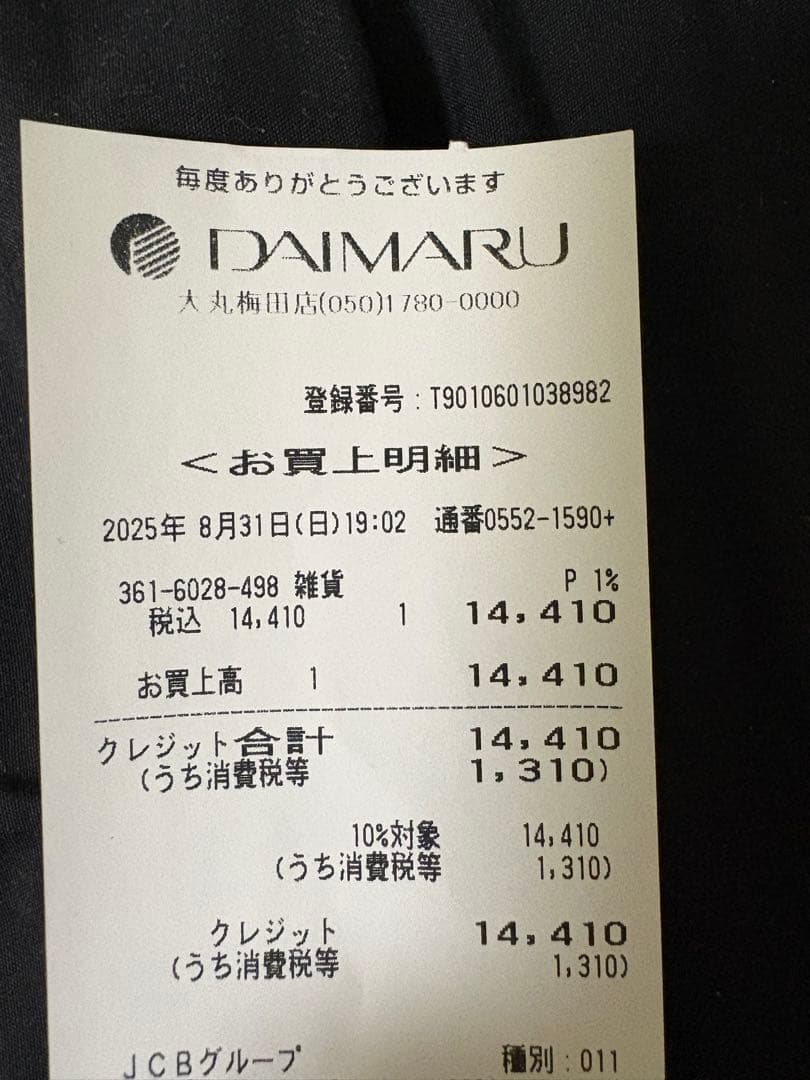 毎度ありがとうございます
DAIMARU
大丸梅田店(050)1780-0000
登録番号:T9010601038982
<お買上明細>
2025年 8月31日(日)19:02 通番0552-1590+
361-6028-498 雑貨 P 1%
税込 14,410 1 14,410
お買上高 1 14,410
クレジット合計 14,410
(うち消費税等 1,310)
10%対象 14,410
(うち消費税等 1,310)
クレジット 14,410
(うち消費税等 1,310)
JCBグループ 種別:011